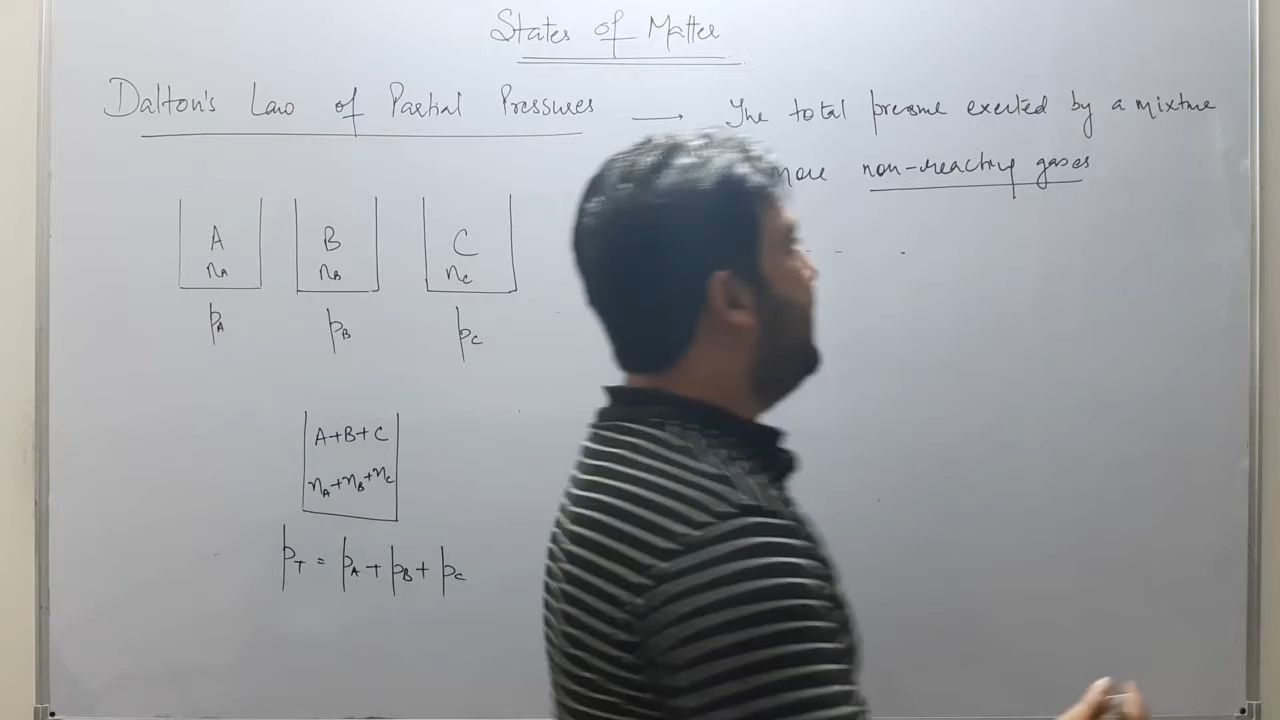 States of Matter
Dalton's Law of Partial Pressures → The total pressure exerted by a mixture
more non-reacting gases
A B C
nA nB nC
pA pB pC
A+B+C
nA+nB+nC
pT = pA + pB + pC